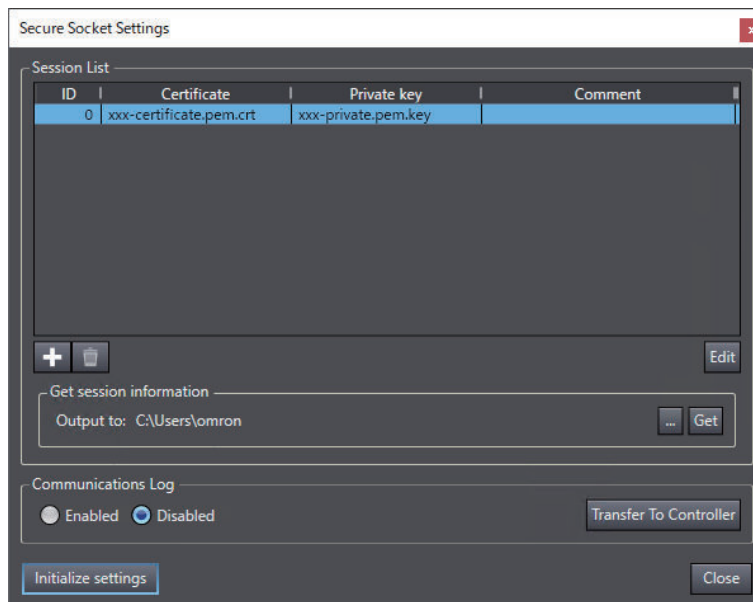 Secure Socket Settings
x
Session List
ID Certificate Private key Comment
0 xxx-certificate.pem.crt xxx-private.pem.key
Edit
Get session information
Output to: C:\Users\omron ... Get
Communications Log
Enabled Disabled Transfer To Controller
Initialize settings Close